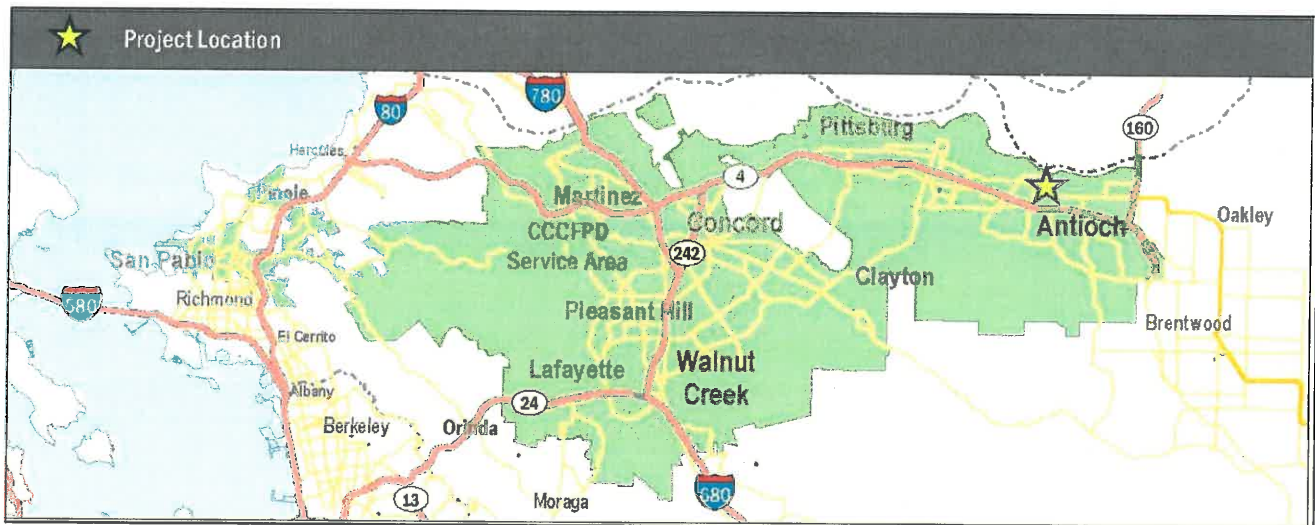 Project Location
80
780
160
Pittsburg
Hercules
4
Pinole
Martinez
Oakley
Concord
Antioch
CCCFPD
Service Area
San Pablo
242
Clayton
Richmond
580
Pleasant Hill
Brentwood
El Cerrito
Walnut
Creek
Lafayette
Albany
24
Berkeley
Orinda
680
13
Moraga